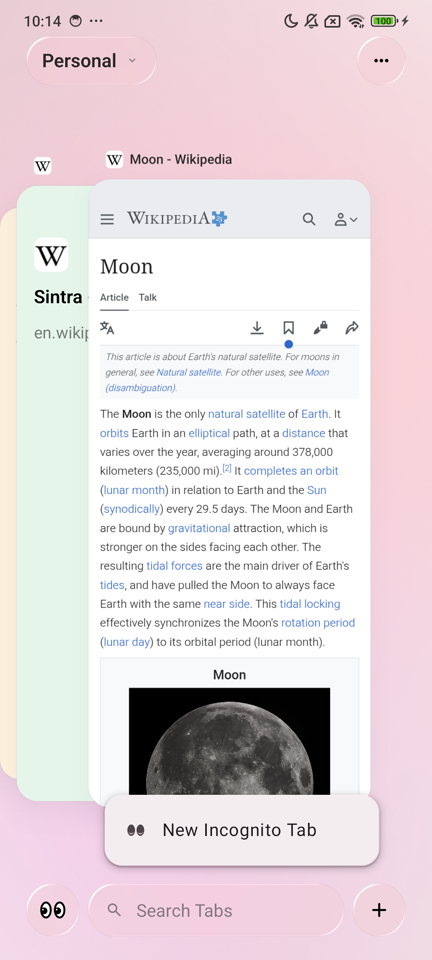 10:14
100
Personal
Moon - Wikipedia
W
W
WIKIPEDIA
W
Moon
Sintra
en.wikip
Article Talk
This article is about Earth's natural satellite. For moons in
general, see Natural satellite. For other uses, see Moon
(disambiguation).
The Moon is the only natural satellite of Earth. It
orbits Earth in an elliptical path, at a distance that
varies over the year, averaging around 378,000
kilometers (235,000 mi).[2] It completes an orbit
(lunar month) in relation to Earth and the Sun
(synodically) every 29.5 days. The Moon and Earth
are bound by gravitational attraction, which is
stronger on the sides facing each other. The
resulting tidal forces are the main driver of Earth's
tides, and have pulled the Moon to always face
Earth with the same near side. This tidal locking
effectively synchronizes the Moon's rotation period
(lunar day) to its orbital period (lunar month).
Moon
New Incognito Tab
Search Tabs